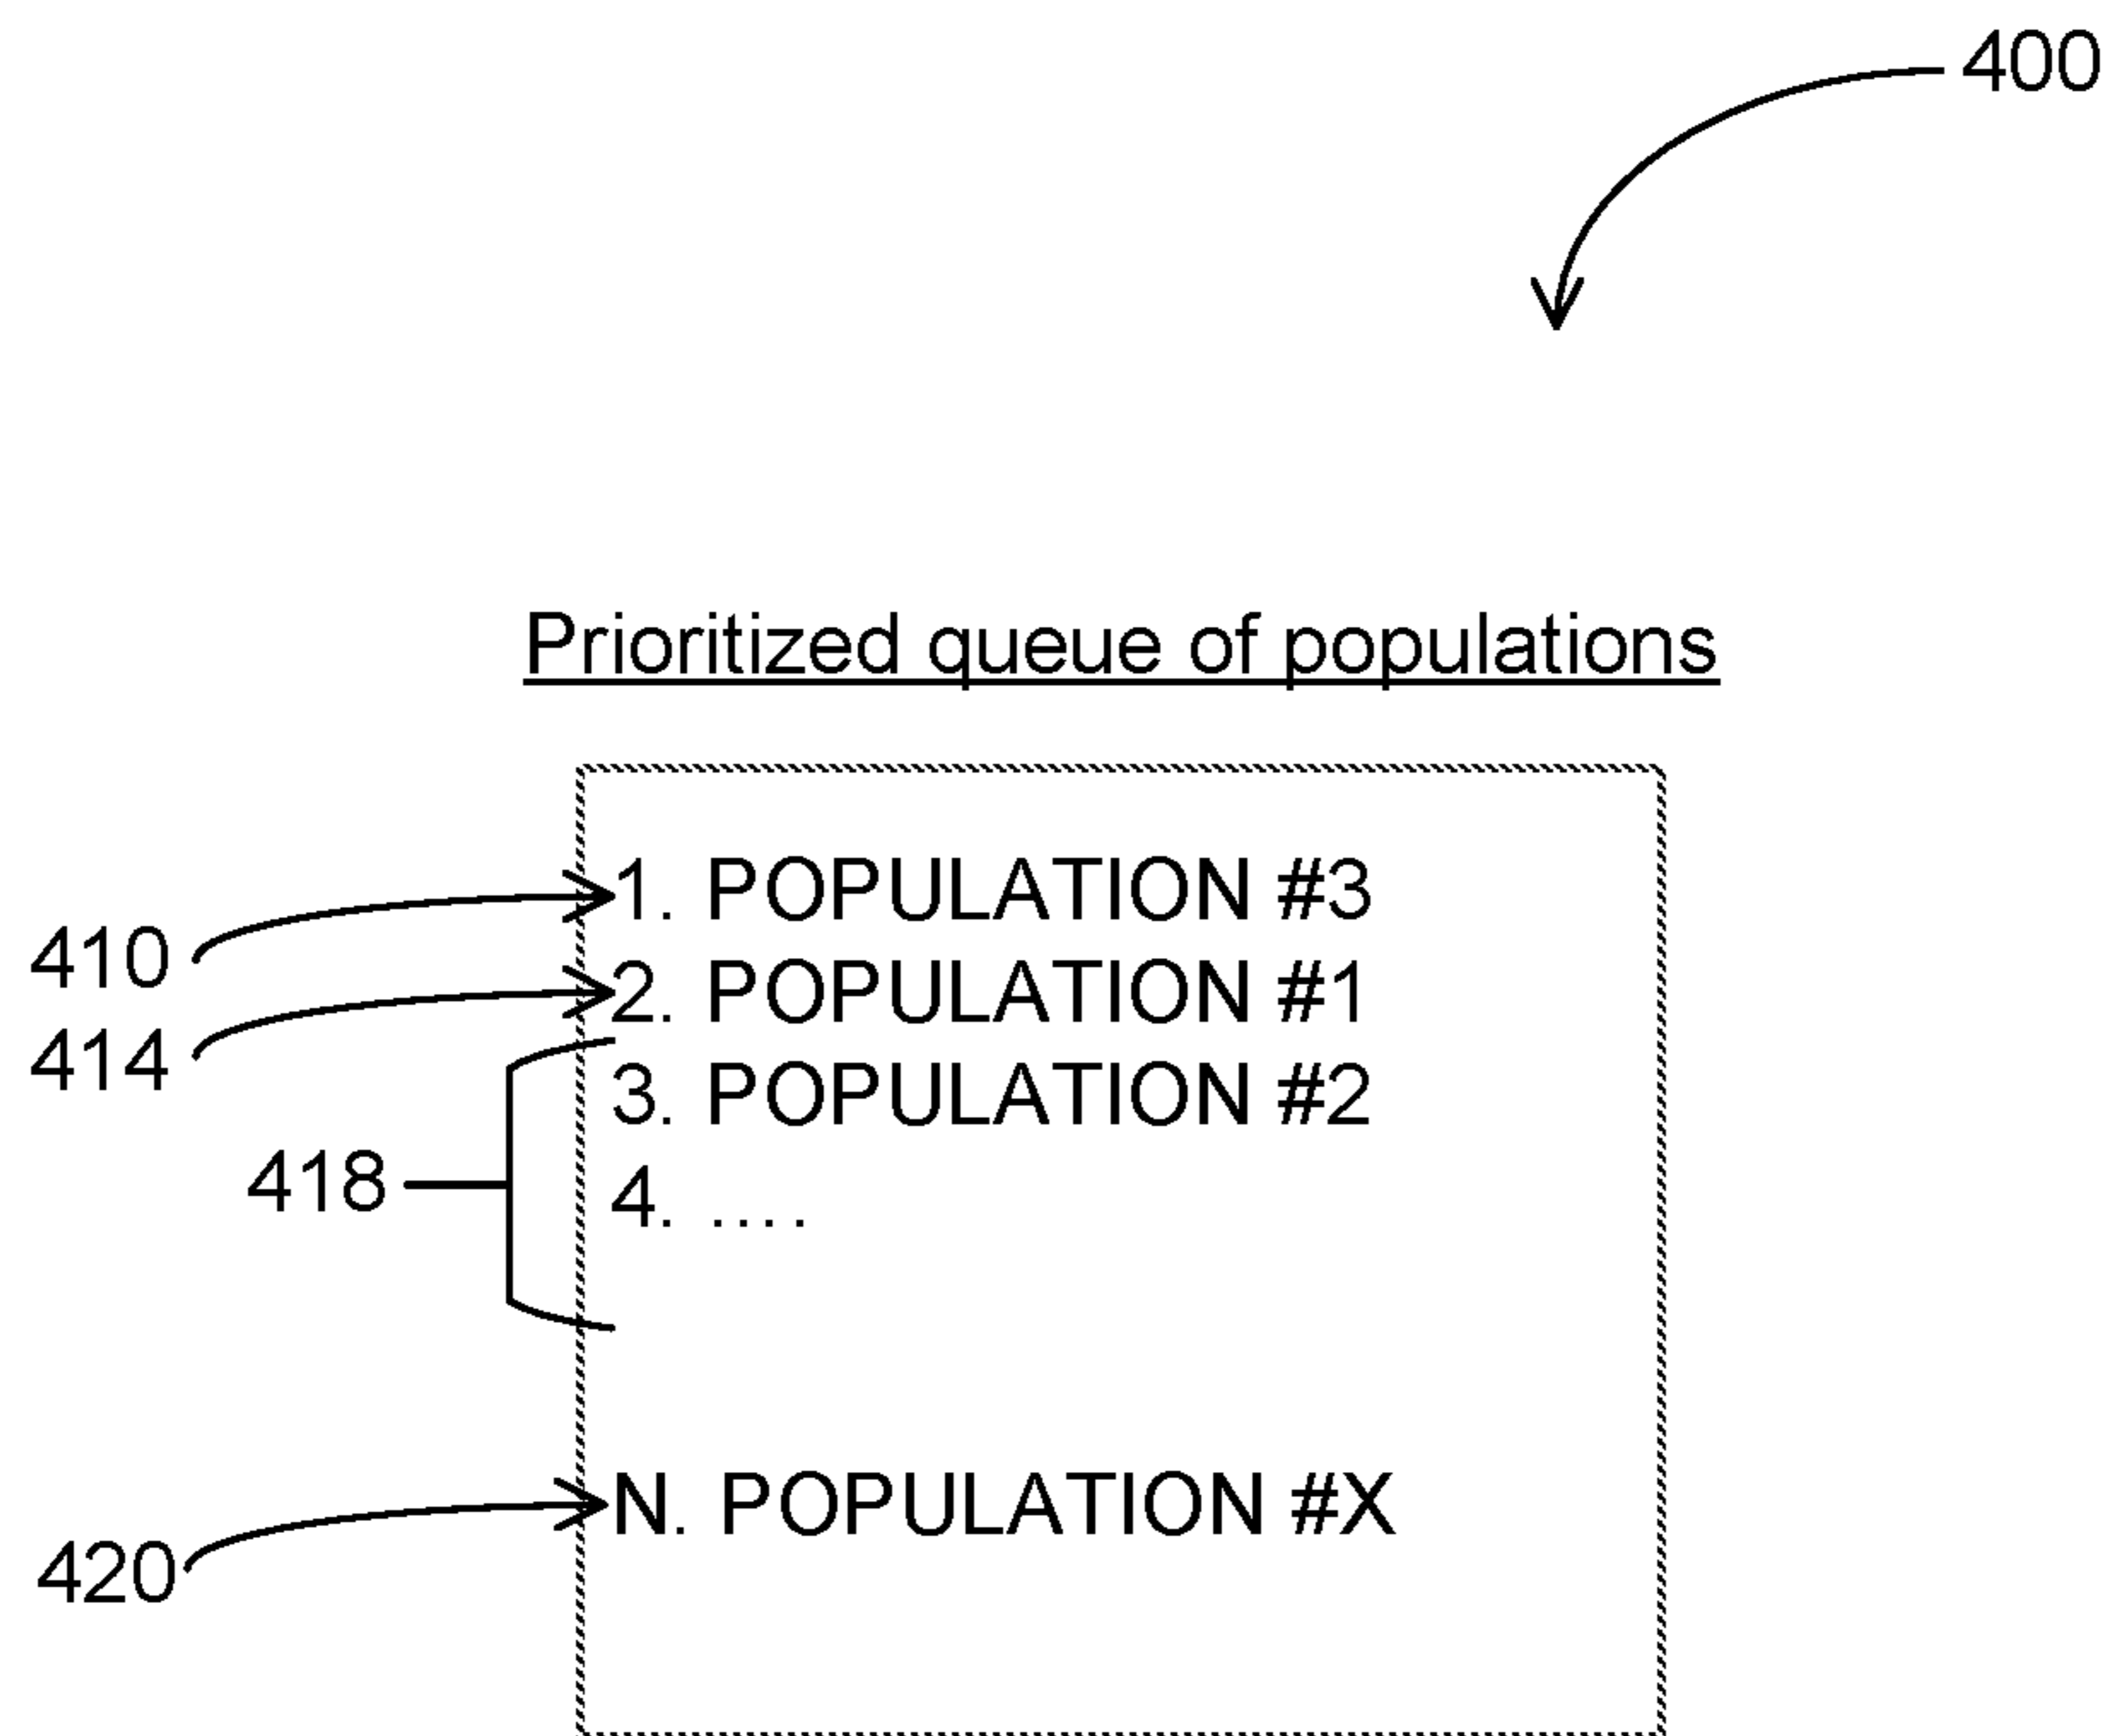 400
Prioritized queue of populations
1. POPULATION #3
410
2. POPULATION #1
414
3. POPULATION #2
418
4. ....
N. POPULATION #X
420